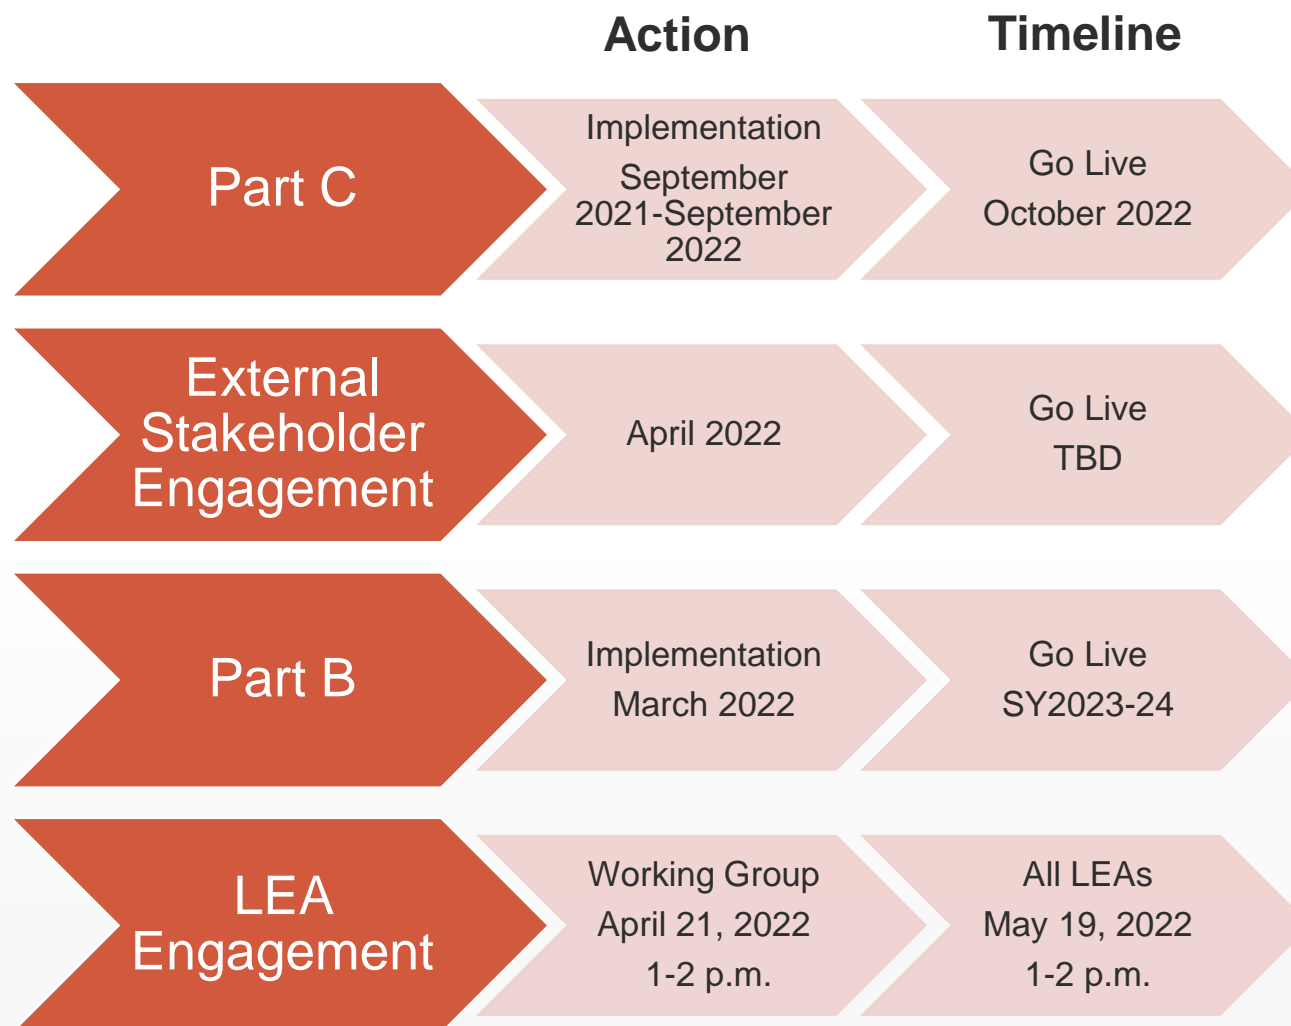 Action
Timeline
Part C
Implementation
September
2021-September
2022
Go Live
October 2022
External
Stakeholder
Engagement
April 2022
Go Live
TBD
Part B
Implementation
March 2022
Go Live
SY2023-24
LEA
Engagement
Working Group
April 21, 2022
1-2 p.m.
All LEAs
May 19, 2022
1-2 p.m.